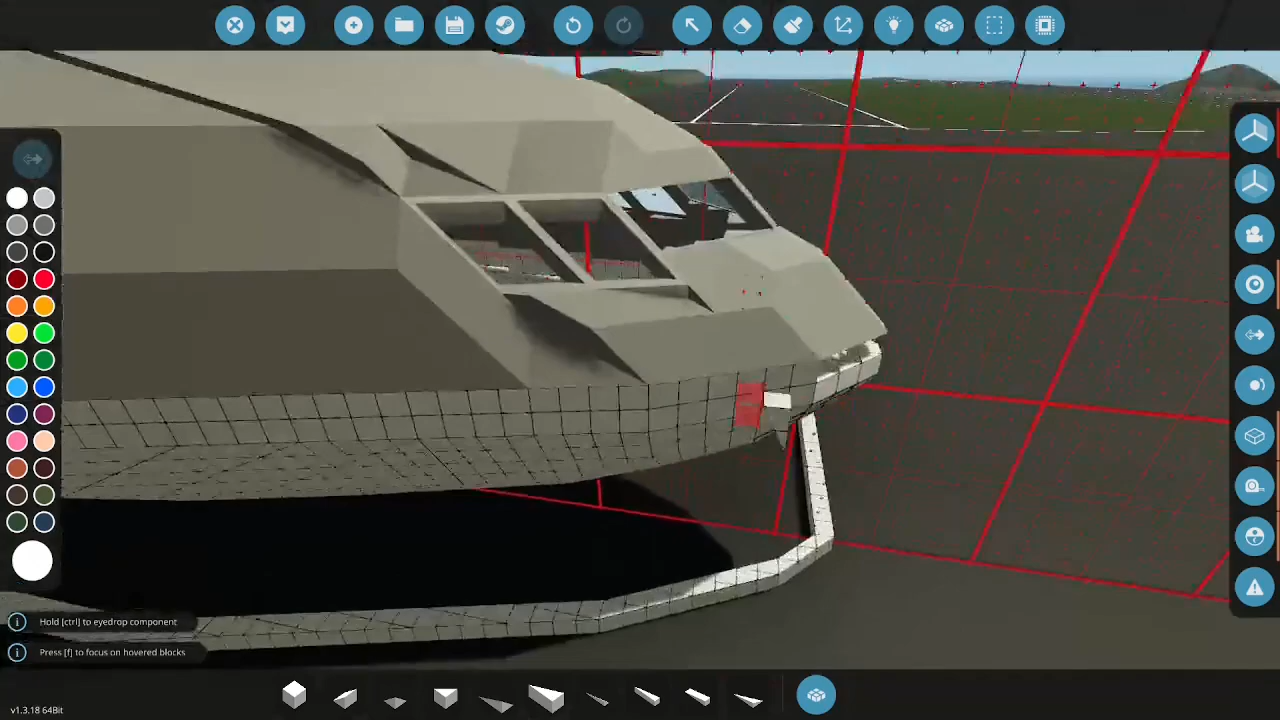 Hold [ctrl] to eyedrop component
Press [f] to focus on hovered blocks
v1.3.18 64Bit